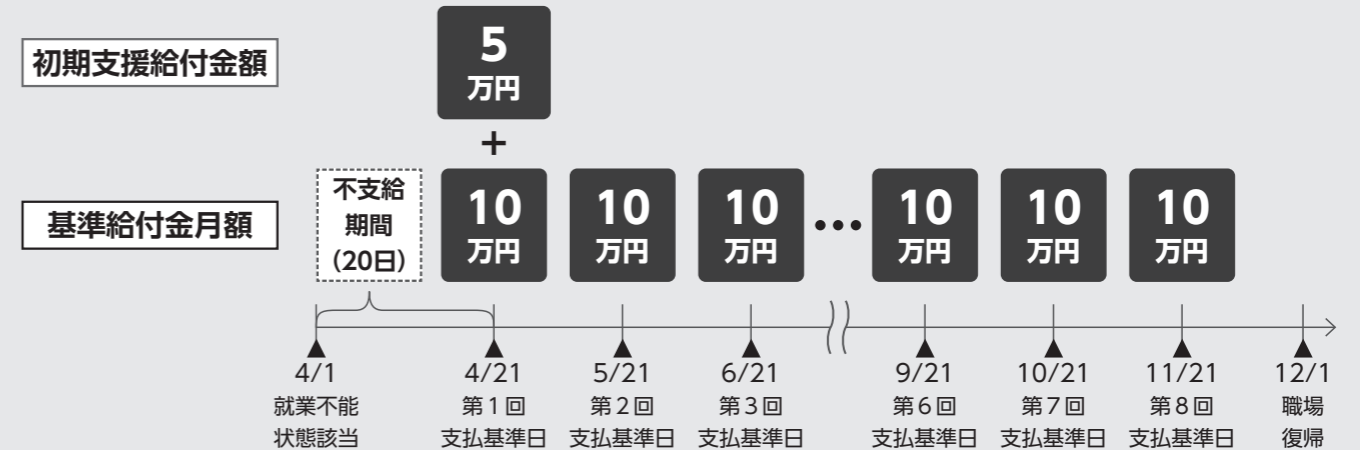 初期支援給付金額
5
万円
+
基準給付金月額
不支給
期間
(20日)
10
万円
10
万円
10
万円
•••
10
万円
10
万円
10
万円
4/1
就業不能
状態該当
4/21
第1回
支払基準日
5/21
第2回
支払基準日
6/21
第3回
支払基準日
9/21
第6回
支払基準日
10/21
第7回
支払基準日
11/21
第8回
支払基準日
12/1
職場
復帰